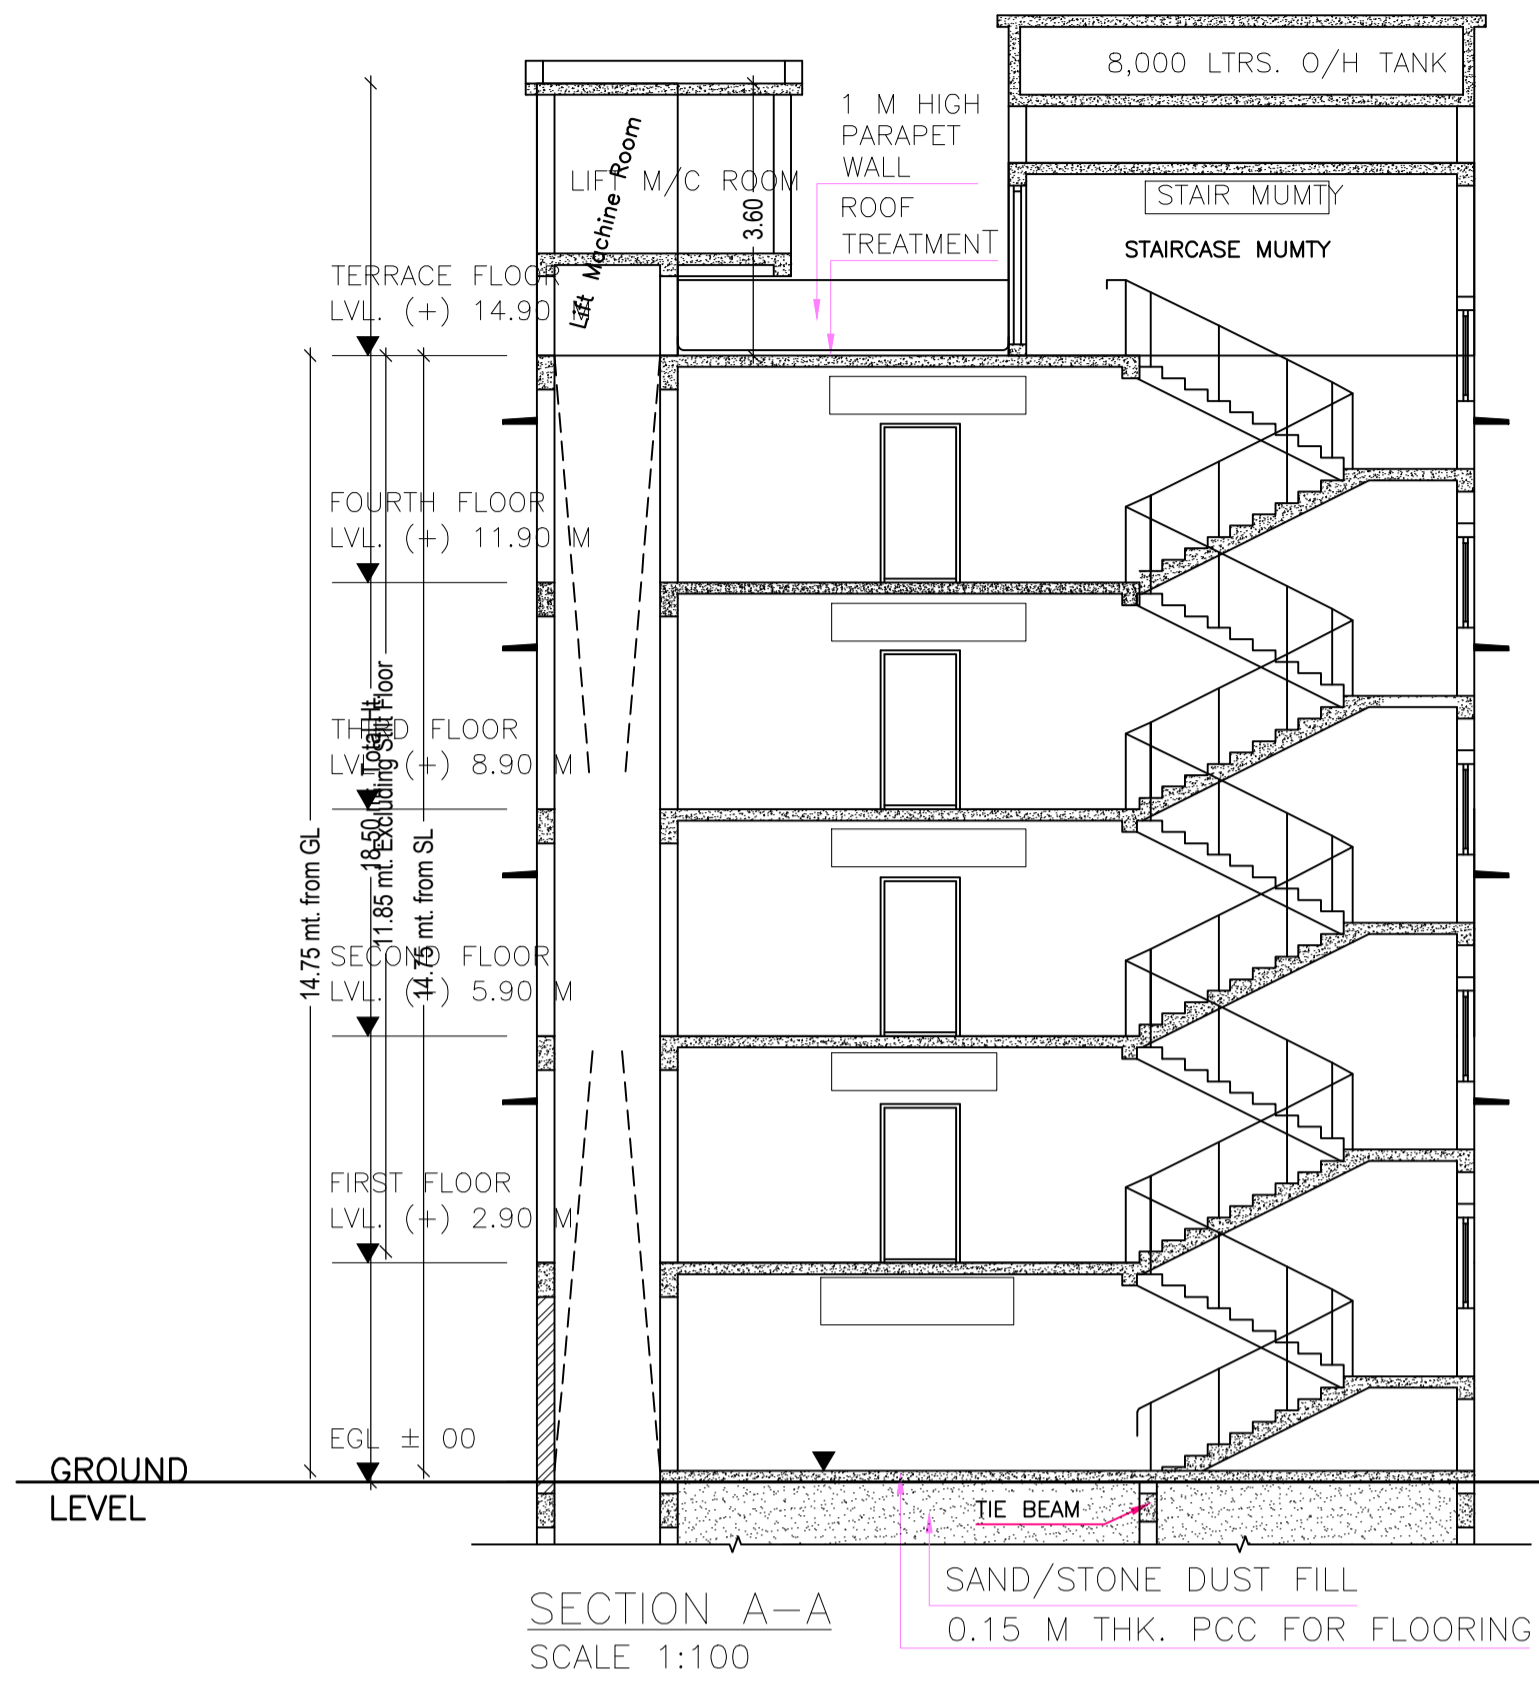 8,000 LTRS. O/H TANK
1 M HIGH
PARAPET
WALL
LIFT M/C ROOM
Lift Machine Room
3.60
ROOF
TREATMENT
STAIR MUMTY
STAIRCASE MUMTY
TERRACE FLOOR
LVL. (+) 14.90 M
FOURTH FLOOR
LVL. (+) 11.90 M
THIRD FLOOR
LVL. (+) 8.90 M
SECOND FLOOR
LVL. (+) 5.90 M
FIRST FLOOR
LVL. (+) 2.90 M
14.75 mt. from GL
18.50 mt. Total Ht.
11.85 mt. Excluding Stilt Floor
14.75 mt. from SL
EGL ± 00
GROUND
LEVEL
TIE BEAM
SAND/STONE DUST FILL
0.15 M THK. PCC FOR FLOORING
SECTION A-A
SCALE 1:100